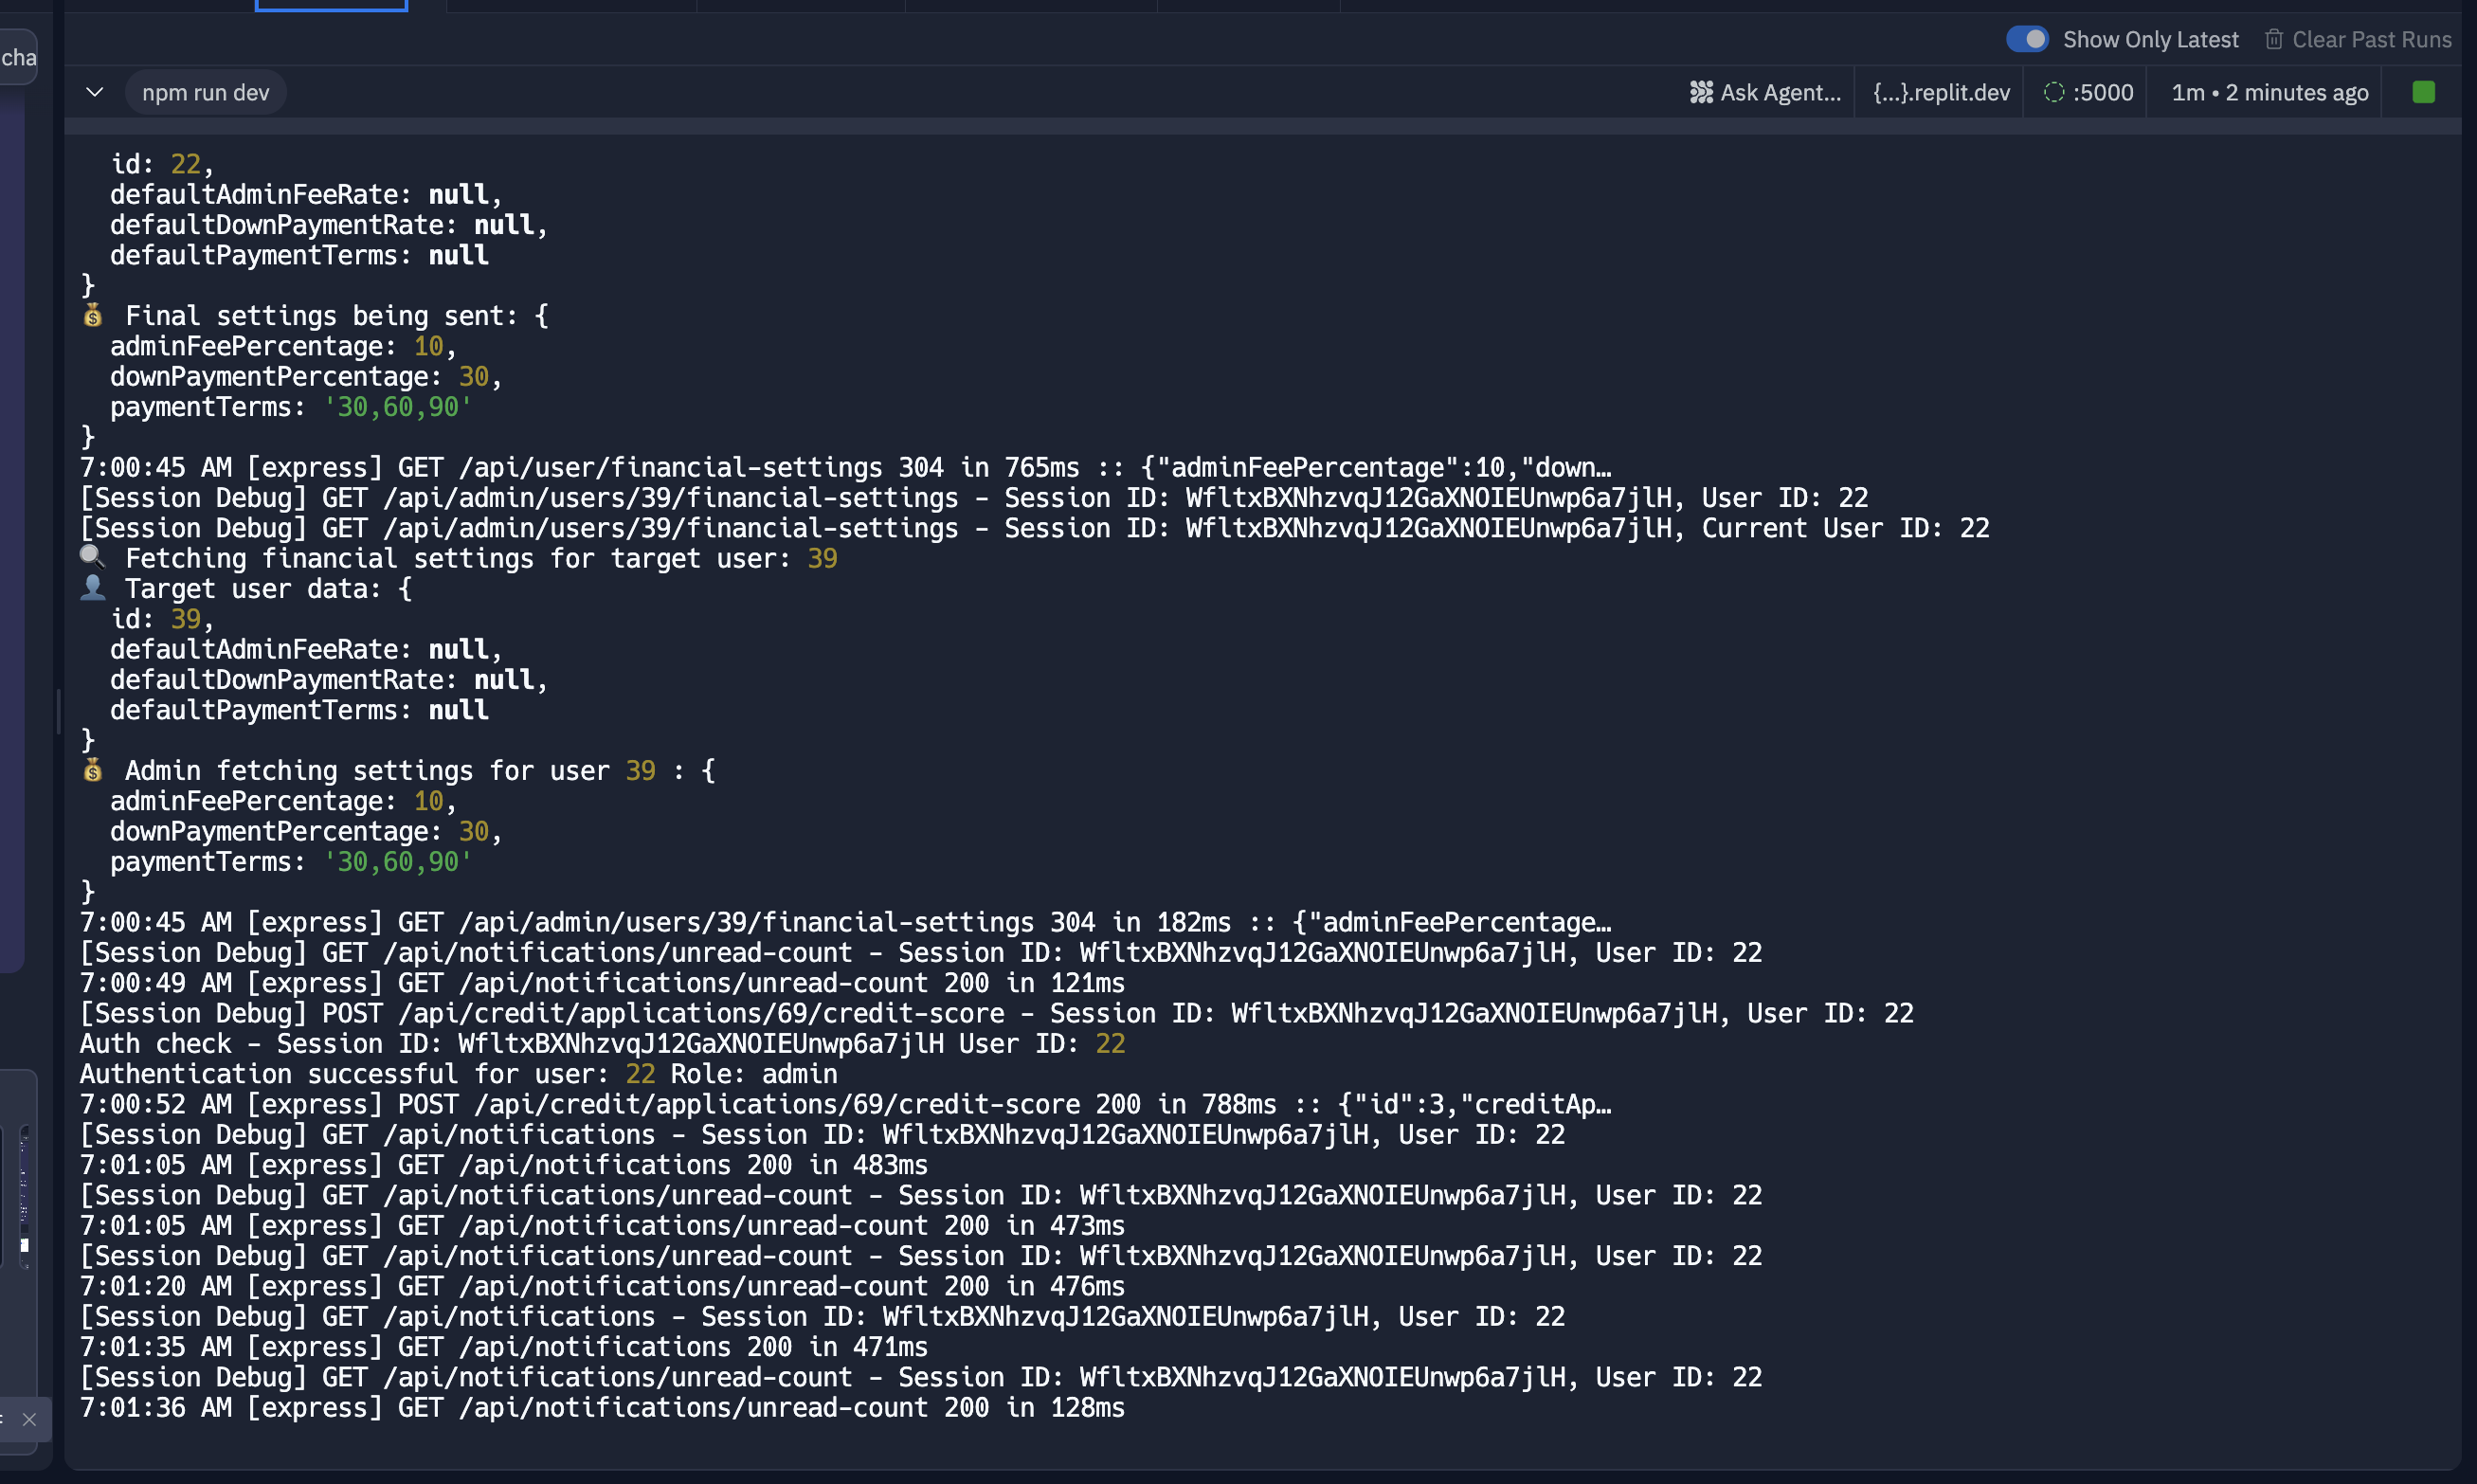 cha
Show Only Latest
Clear Past Runs
npm run dev
Ask Agent...
{...}.replit.dev
:5000
1m • 2 minutes ago
id: 22,
defaultAdminFeeRate: null,
defaultDownPaymentRate: null,
defaultPaymentTerms: null
}
💰 Final settings being sent: {
adminFeePercentage: 10,
downPaymentPercentage: 30,
paymentTerms: '30,60,90'
}
7:00:45 AM [express] GET /api/user/financial-settings 304 in 765ms :: {"adminFeePercentage":10,"down…
[Session Debug] GET /api/admin/users/39/financial-settings - Session ID: WfltxBXNhzvqJ12GaXNOIEUnwp6a7jlH, User ID: 22
[Session Debug] GET /api/admin/users/39/financial-settings - Session ID: WfltxBXNhzvqJ12GaXNOIEUnwp6a7jlH, Current User ID: 22
🔍 Fetching financial settings for target user: 39
👤 Target user data: {
id: 39,
defaultAdminFeeRate: null,
defaultDownPaymentRate: null,
defaultPaymentTerms: null
}
💰 Admin fetching settings for user 39 : {
adminFeePercentage: 10,
downPaymentPercentage: 30,
paymentTerms: '30,60,90'
}
7:00:45 AM [express] GET /api/admin/users/39/financial-settings 304 in 182ms :: {"adminFeePercentage…
[Session Debug] GET /api/notifications/unread-count - Session ID: WfltxBXNhzvqJ12GaXNOIEUnwp6a7jlH, User ID: 22
7:00:49 AM [express] GET /api/notifications/unread-count 200 in 121ms
[Session Debug] POST /api/credit/applications/69/credit-score - Session ID: WfltxBXNhzvqJ12GaXNOIEUnwp6a7jlH, User ID: 22
Auth check - Session ID: WfltxBXNhzvqJ12GaXNOIEUnwp6a7jlH User ID: 22
Authentication successful for user: 22 Role: admin
7:00:52 AM [express] POST /api/credit/applications/69/credit-score 200 in 788ms :: {"id":3,"creditAp…
[Session Debug] GET /api/notifications - Session ID: WfltxBXNhzvqJ12GaXNOIEUnwp6a7jlH, User ID: 22
7:01:05 AM [express] GET /api/notifications 200 in 483ms
[Session Debug] GET /api/notifications/unread-count - Session ID: WfltxBXNhzvqJ12GaXNOIEUnwp6a7jlH, User ID: 22
7:01:05 AM [express] GET /api/notifications/unread-count 200 in 473ms
[Session Debug] GET /api/notifications/unread-count - Session ID: WfltxBXNhzvqJ12GaXNOIEUnwp6a7jlH, User ID: 22
7:01:20 AM [express] GET /api/notifications/unread-count 200 in 476ms
[Session Debug] GET /api/notifications - Session ID: WfltxBXNhzvqJ12GaXNOIEUnwp6a7jlH, User ID: 22
7:01:35 AM [express] GET /api/notifications 200 in 471ms
[Session Debug] GET /api/notifications/unread-count - Session ID: WfltxBXNhzvqJ12GaXNOIEUnwp6a7jlH, User ID: 22
7:01:36 AM [express] GET /api/notifications/unread-count 200 in 128ms